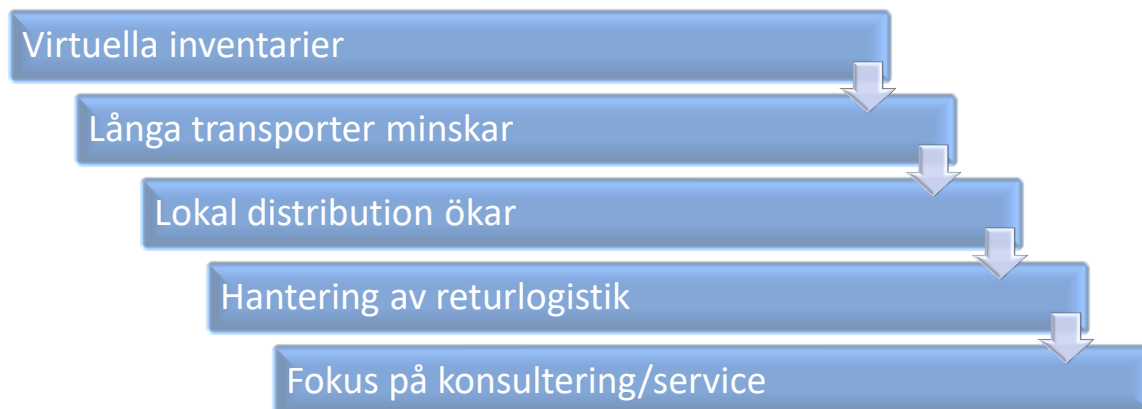 Virtuella inventarier
Långa transporter minskar
Lokal distribution ökar
Hantering av returlogistik
Fokus på konsultering/service